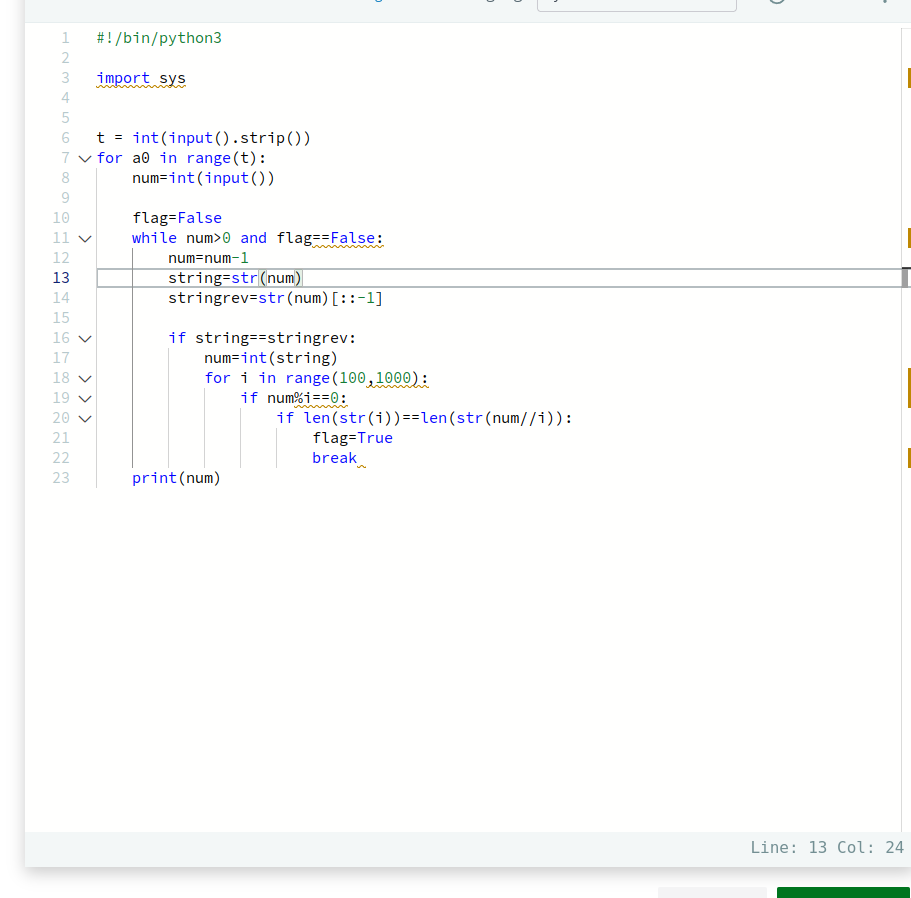 1 #!/bin/python3
2
3 import sys
4
5
6 t = int(input().strip())
7 for a0 in range(t):
8     num=int(input())
9
10     flag=False
11     while num>0 and flag==False:
12         num=num-1
13         string=str(num)
14         stringrev=str(num)[::-1]
15
16         if string==stringrev:
17             num=int(string)
18             for i in range(100,1000):
19                 if num%i==0:
20                     if len(str(i))==len(str(num//i)):
21                         flag=True
22                         break
23     print(num)
Line: 13 Col: 24